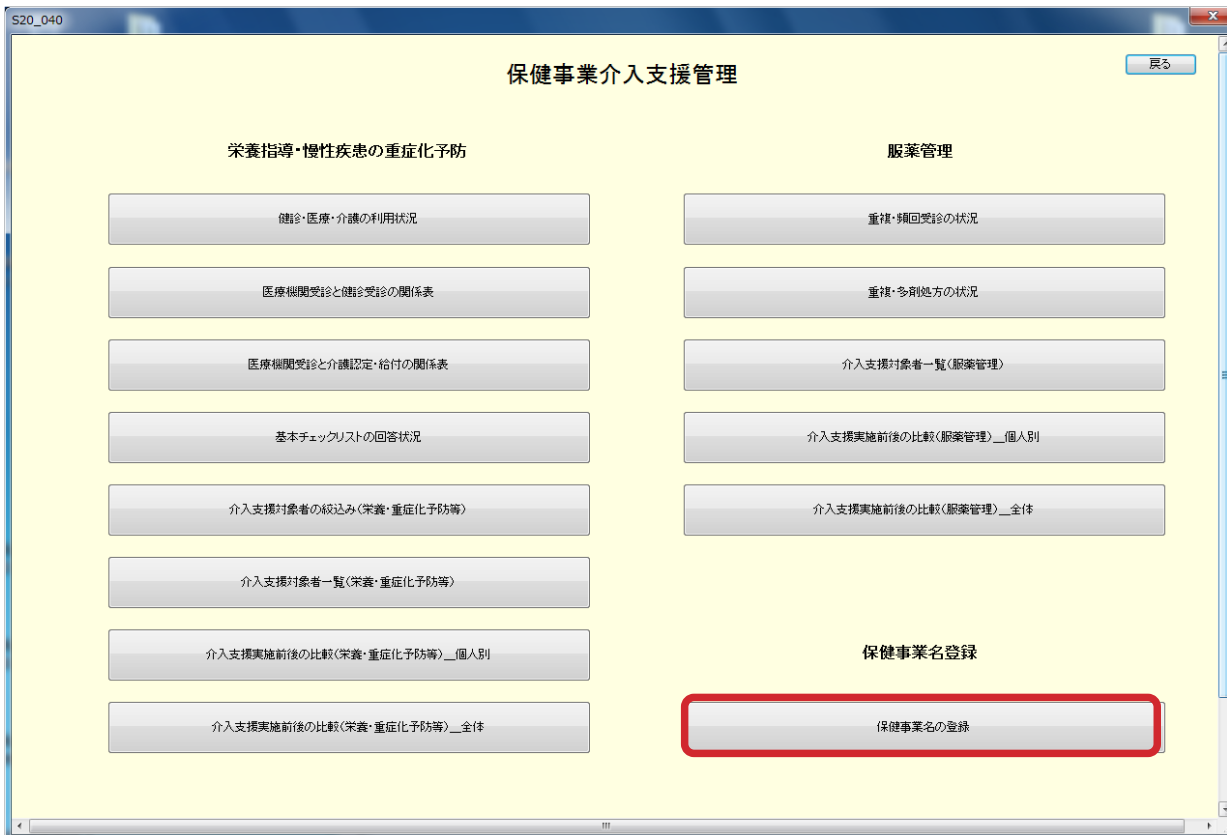 S20_040
保健事業介入支援管理
戻る
栄養指導・慢性疾患の重症化予防
健診・医療・介護の利用状況
医療機関受診と健診受診の関係表
医療機関受診と介護認定・給付の関係表
基本チェックリストの回答状況
介入支援対象者の絞込み(栄養・重症化予防等)
介入支援対象者一覧(栄養・重症化予防等)
介入支援実施前後の比較(栄養・重症化予防等)__個人別
介入支援実施前後の比較(栄養・重症化予防等)__全体
服薬管理
重複・頻回受診の状況
重複・多剤処方の状況
介入支援対象者一覧(服薬管理)
介入支援実施前後の比較(服薬管理)__個人別
介入支援実施前後の比較(服薬管理)__全体
保健事業名登録
保健事業名の登録